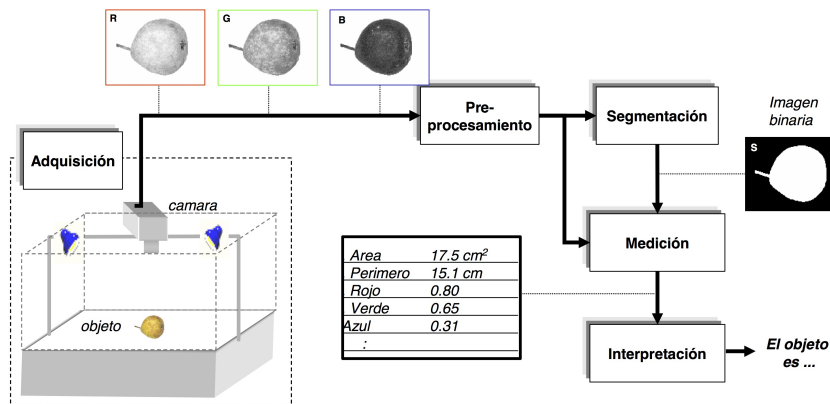 R
G
B
Pre-
procesamiento
Segmentación
Imagen
binaria
S
Adquisición
camara
objeto
Medición
Area 17.5 cm²
Perimero 15.1 cm
Rojo 0.80
Verde 0.65
Azul 0.31
:
Interpretación
El objeto
es ...